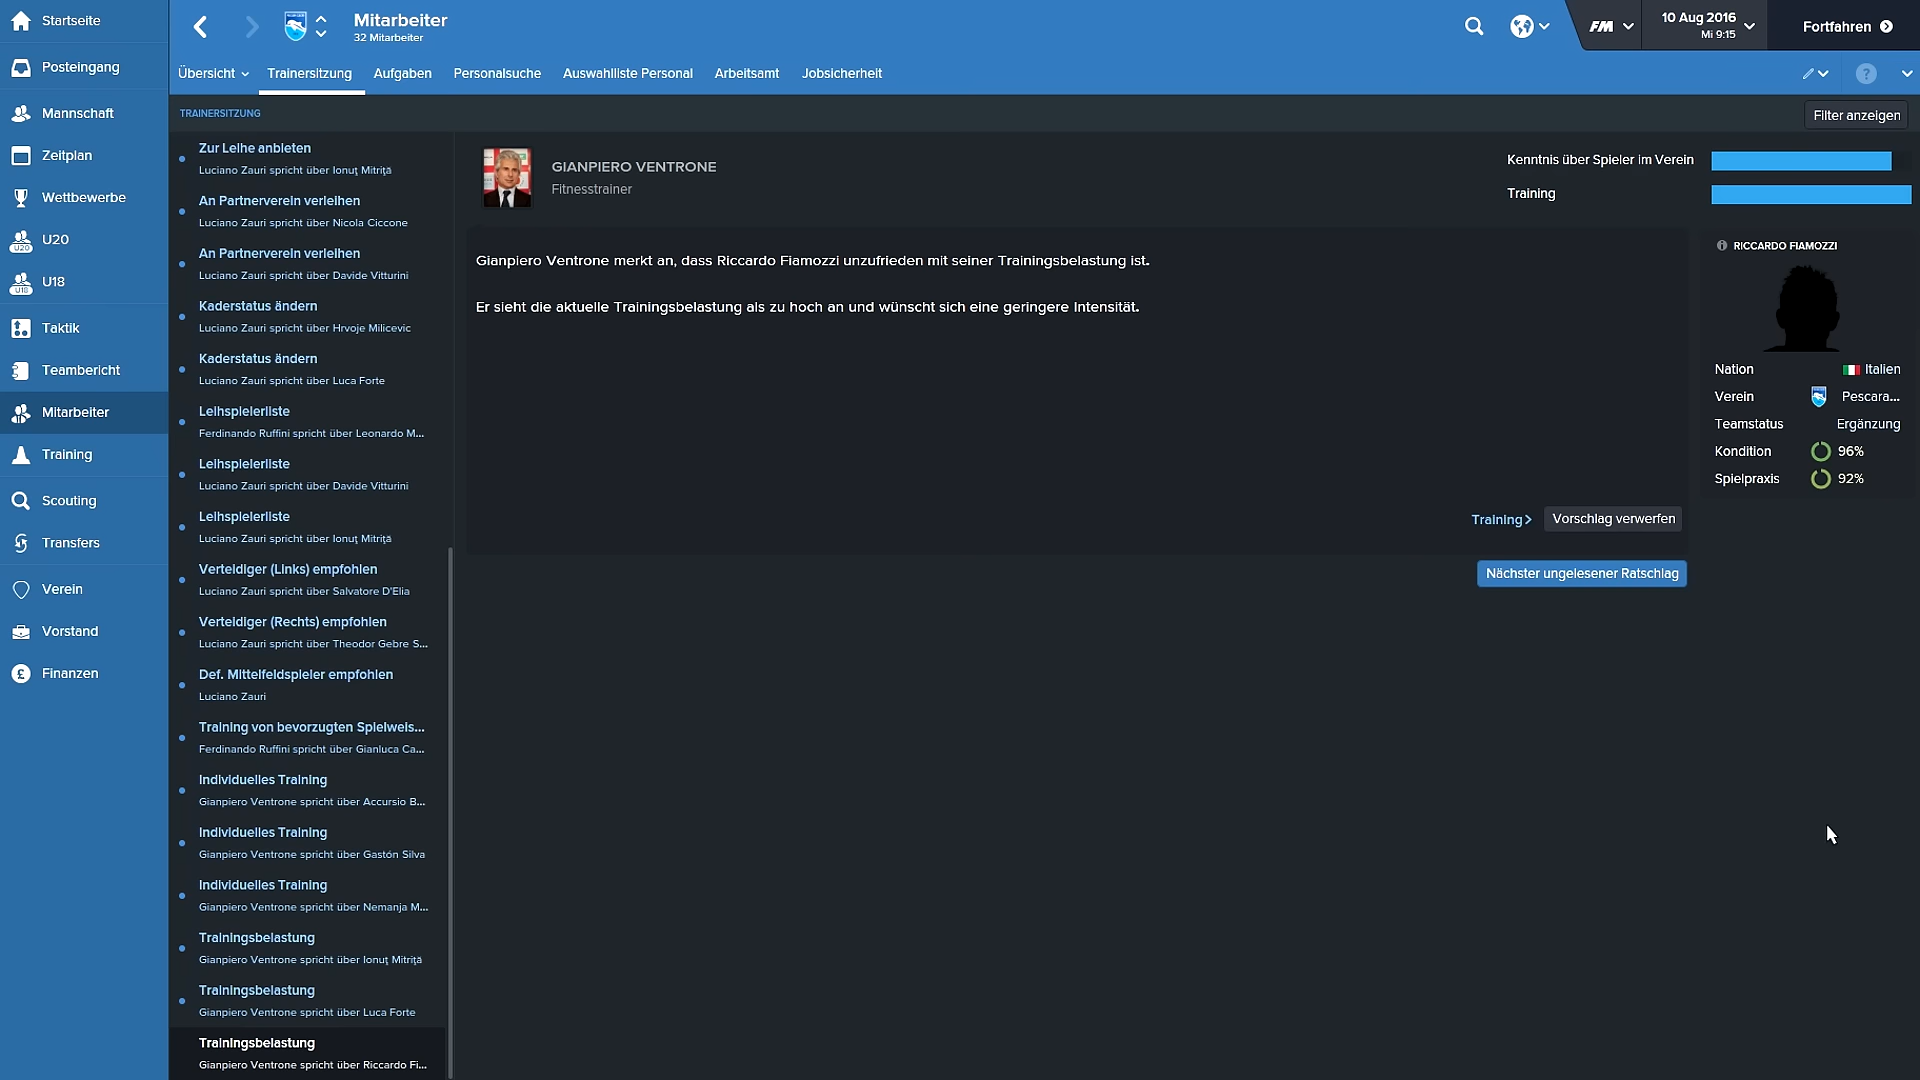 Startseite
Posteingang
Mannschaft
Zeitplan
Wettbewerbe
U20
U20
U18
U18
Taktik
Teambericht
Mitarbeiter
Training
Scouting
Transfers
Verein
Vorstand
Finanzen
Mitarbeiter
32 Mitarbeiter
FM
10 Aug 2016
Mi 9:15
Fortfahren
Übersicht
Trainersitzung
Aufgaben
Personalsuche
Auswahlliste Personal
Arbeitsamt
Jobsicherheit
?
TRAINERSITZUNG
Filter anzeigen
Zur Leihe anbieten
Luciano Zauri spricht über Ionuț Mitriță
An Partnerverein verleihen
Luciano Zauri spricht über Nicola Ciccone
An Partnerverein verleihen
Luciano Zauri spricht über Davide Vitturini
Kaderstatus ändern
Luciano Zauri spricht über Hrvoje Milicevic
Kaderstatus ändern
Luciano Zauri spricht über Luca Forte
Leihspielerliste
Ferdinando Ruffini spricht über Leonardo M...
Leihspielerliste
Luciano Zauri spricht über Davide Vitturini
Leihspielerliste
Luciano Zauri spricht über Ionuț Mitriță
Verteidiger (Links) empfohlen
Luciano Zauri spricht über Salvatore D'Elia
Verteidiger (Rechts) empfohlen
Luciano Zauri spricht über Theodor Gebre S...
Def. Mittelfeldspieler empfohlen
Luciano Zauri
Training von bevorzugten Spielweis...
Ferdinando Ruffini spricht über Gianluca Ca...
Individuelles Training
Gianpiero Ventrone spricht über Accursio B...
Individuelles Training
Gianpiero Ventrone spricht über Gastón Silva
Individuelles Training
Gianpiero Ventrone spricht über Nemanja M...
Trainingsbelastung
Gianpiero Ventrone spricht über Ionuț Mitriță
Trainingsbelastung
Gianpiero Ventrone spricht über Luca Forte
Trainingsbelastung
Gianpiero Ventrone spricht über Riccardo Fi...
GIANPIERO VENTRONE
Fitnesstrainer
Kenntnis über Spieler im Verein
Training
Gianpiero Ventrone merkt an, dass Riccardo Fiamozzi unzufrieden mit seiner Trainingsbelastung ist.
Er sieht die aktuelle Trainingsbelastung als zu hoch an und wünscht sich eine geringere Intensität.
Training>
Vorschlag verwerfen
Nächster ungelesener Ratschlag
RICCARDO FIAMOZZI
Nation Italien
Verein Pescara...
Teamstatus Ergänzung
Kondition 96%
Spielpraxis 92%